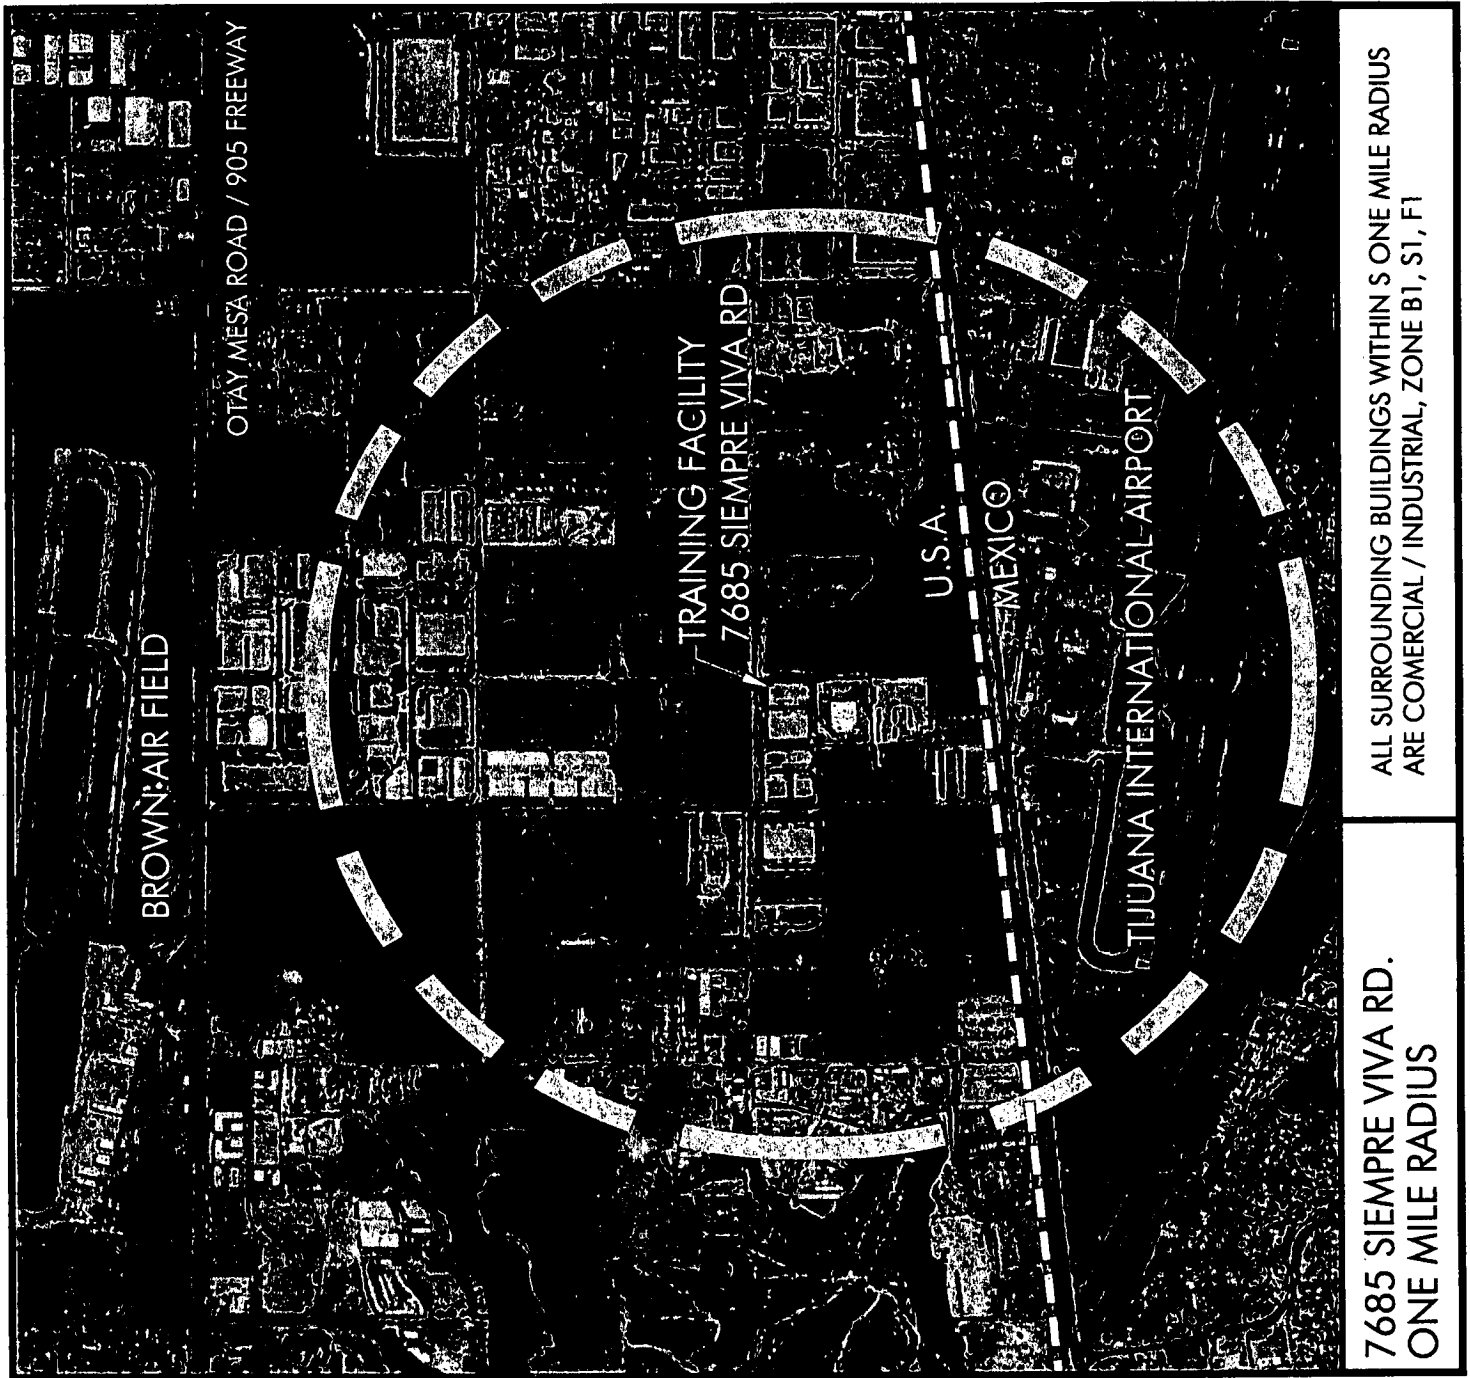 BROWN AIR FIELD
OTAY MESA ROAD / 905 FREEWAY
TRAINING FACILITY
7685 SIEMPRE VIVA RD.
U.S.A.
MEXICO
TIJUANA INTERNATIONAL AIRPORT
7685 SIEMPRE VIVA RD.
ONE MILE RADIUS
ALL SURROUNDING BUILDINGS WITHIN S ONE MILE RADIUS
ARE COMERCIAL / INDUSTRIAL, ZONE B1, S1, F1